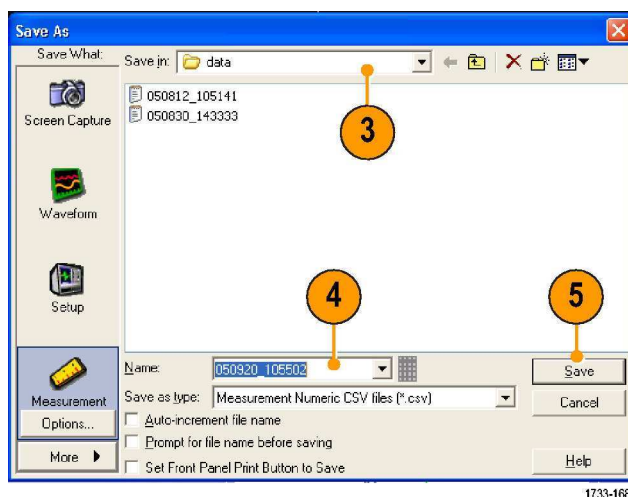 Save As
Save What:
Save in: data
Screen Capture
Waveform
Setup
Measurement
Options...
More
050812_105141
050830_143333
3
4
5
Name: 050920_105502
Save as type: Measurement Numeric CSV files (*.csv)
Auto-increment file name
Prompt for file name before saving
Set Front Panel Print Button to Save
Save
Cancel
Help
1733-168